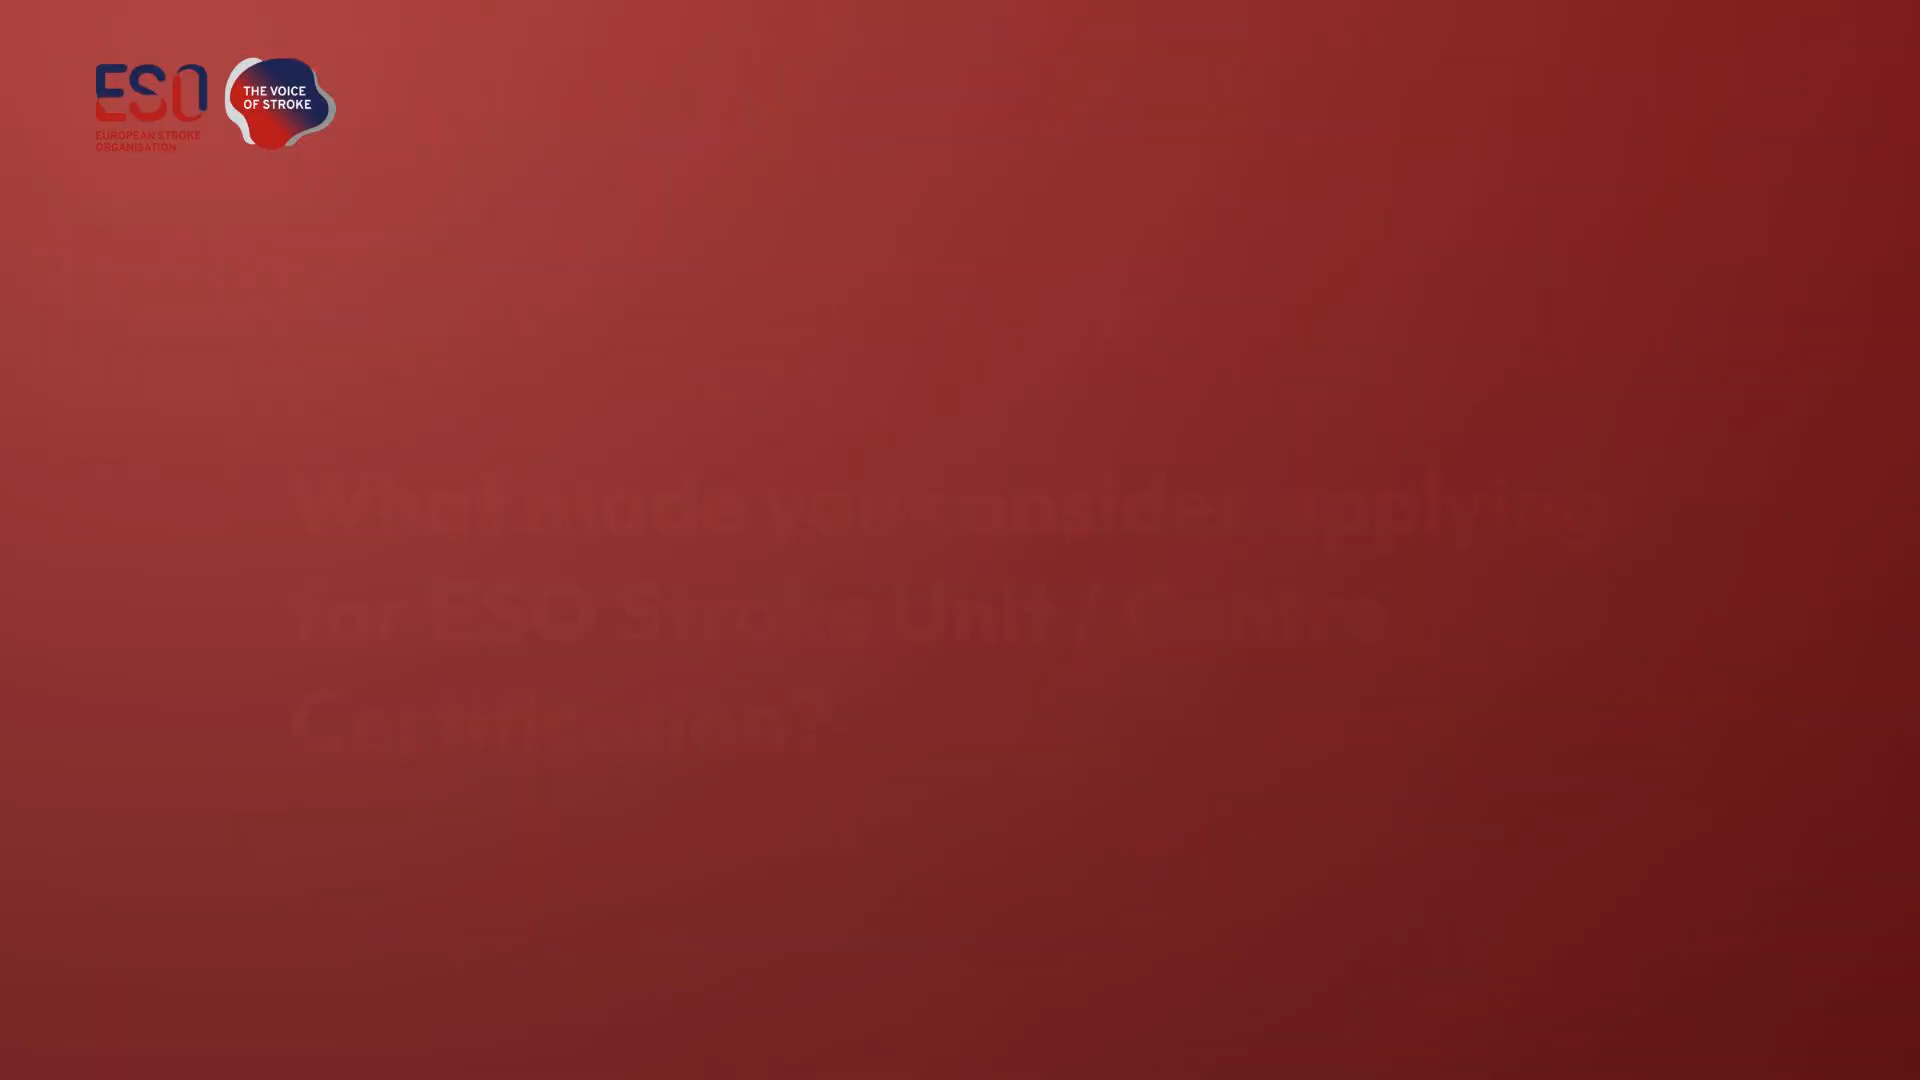 ESO
EUROPEAN STROKE
ORGANISATION
THE VOICE
OF STROKE
What made you consider applying
for ESO Stroke Unit / Centre
Certification?